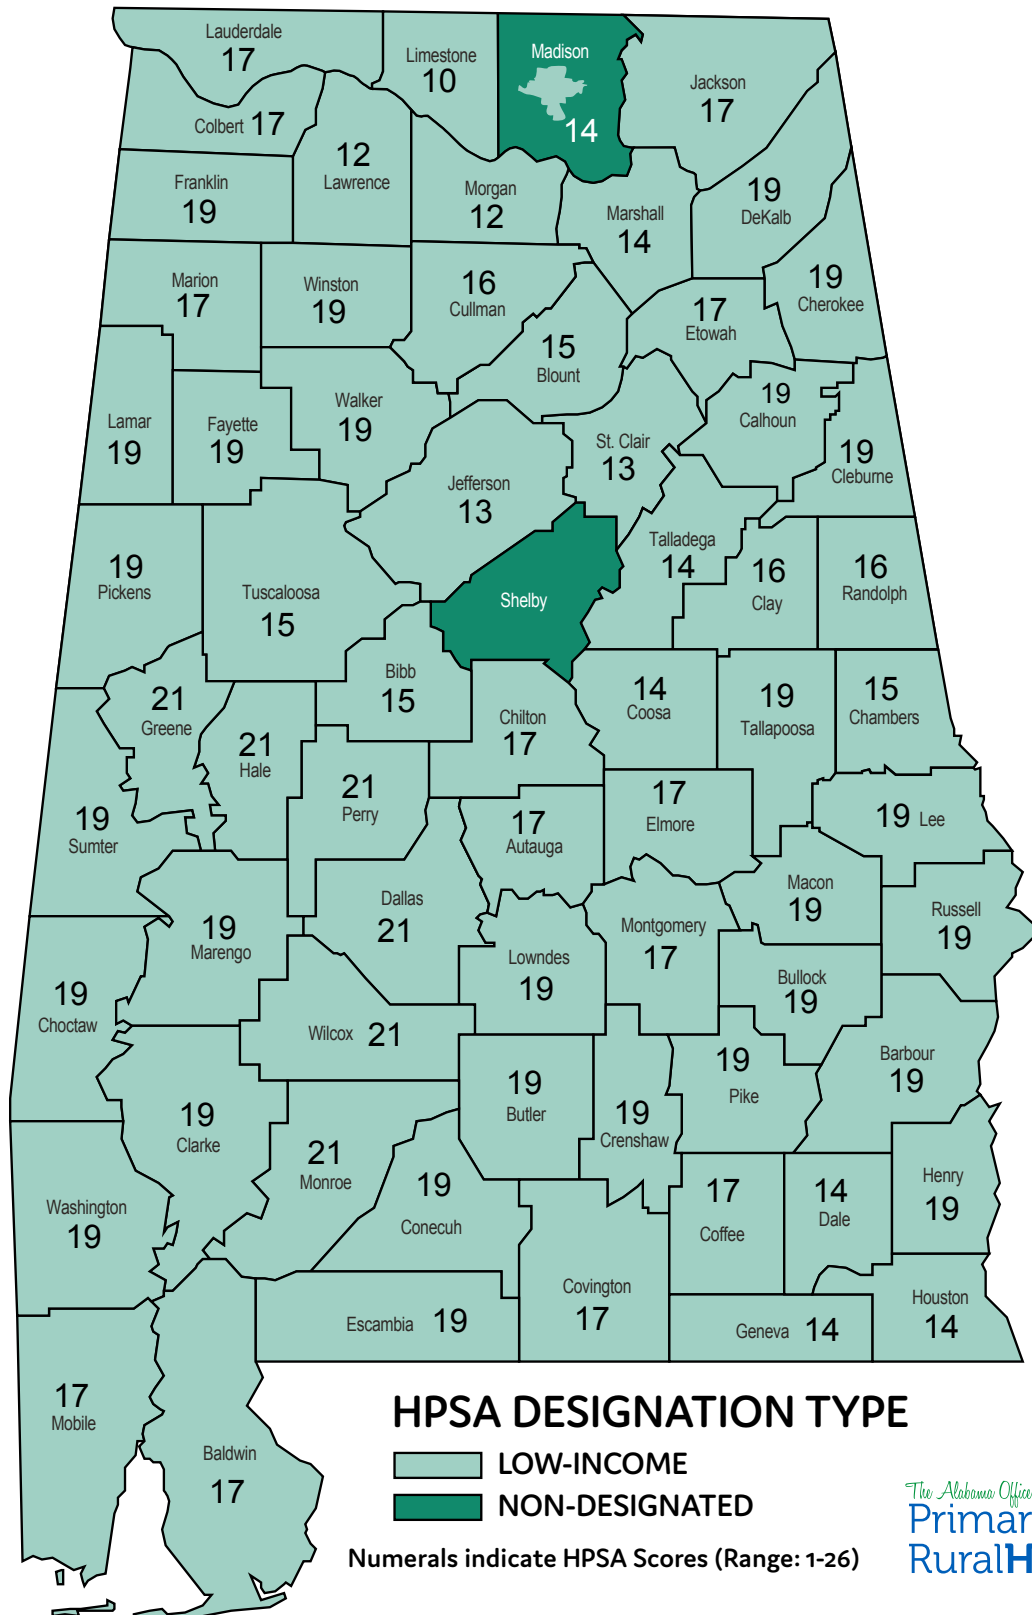 Lauderdale
17
Limestone
10
Madison
14
Jackson
17
Colbert 17
12
Lawrence
Franklin
19
Morgan
12
Marshall
14
19
DeKalb
Marion
17
Winston
19
16
Cullman
17
Etowah
19
Cherokee
15
Blount
Lamar
19
Fayette
19
Walker
19
St. Clair
13
19
Calhoun
19
Cleburne
Jefferson
13
Talladega
14
19
Pickens
Tuscaloosa
15
Shelby
16
Clay
16
Randolph
21
Greene
21
Hale
Bibb
15
Chilton
17
14
Coosa
19
Tallapoosa
15
Chambers
19
Sumter
21
Perry
17
Autauga
17
Elmore
19 Lee
19
Marengo
Dallas
21
Lowndes
19
Montgomery
17
Macon
19
Russell
19
19
Choctaw
Wilcox 21
Bullock
19
Barbour
19
19
Clarke
21
Monroe
19
Butler
19
Crenshaw
19
Pike
Washington
19
19
Conecuh
17
Coffee
14
Dale
Henry
19
Escambia 19
Covington
17
Geneva 14
Houston
14
17
Mobile
Baldwin
17
HPSA DESIGNATION TYPE
LOW-INCOME
NON-DESIGNATED
Numerals indicate HPSA Scores (Range: 1-26)
The Alabama Office
Primar
RuralH